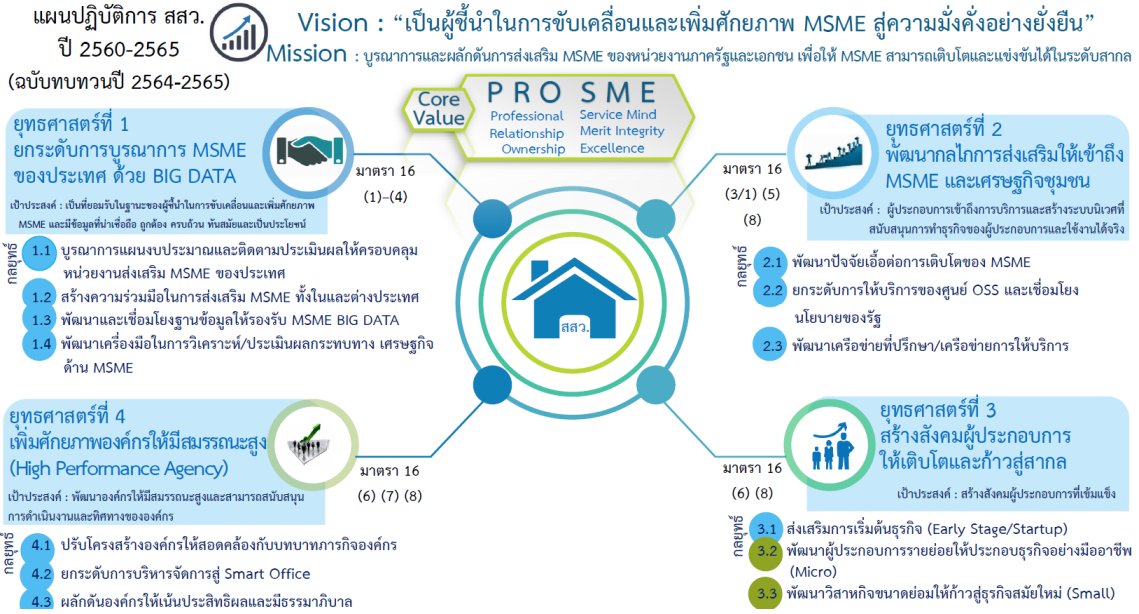 แผนปฏิบัติการ สสว.
ปี 2560-2565
(ฉบับทบทวนปี 2564-2565)
Vision : “เป็นผู้ชี้นำในการขับเคลื่อนและเพิ่มศักยภาพ MSME สู่ความมั่งคั่งอย่างยั่งยืน”
Mission : บูรณาการและผลักดันการส่งเสริม MSME ของหน่วยงานภาครัฐและเอกชน เพื่อให้ MSME สามารถเติบโตและแข่งขันได้ในระดับสากล
Core
Value
PRO SME
Professional Service Mind
Relationship Merit Integrity
Ownership Excellence
ยุทธศาสตร์ที่ 1
ยกระดับการบูรณาการ MSME
ของประเทศ ด้วย BIG DATA
เป้าประสงค์ : เป็นที่ยอมรับในฐานะของผู้ชี้นำในการขับเคลื่อนและเพิ่มศักยภาพ
MSME และมีข้อมูลที่น่าเชื่อถือ ถูกต้อง ครบถ้วน ทันสมัยและเป็นประโยชน์
มาตรา 16
(1)–(4)
กลยุทธ์
1.1 บูรณาการแผนงบประมาณและติดตามประเมินผลให้ครอบคลุม
หน่วยงานส่งเสริม MSME ของประเทศ
1.2 สร้างความร่วมมือในการส่งเสริม MSME ทั้งในและต่างประเทศ
1.3 พัฒนาและเชื่อมโยงฐานข้อมูลให้รองรับ MSME BIG DATA
1.4 พัฒนาเครื่องมือในการวิเคราะห์/ประเมินผลกระทบทาง เศรษฐกิจ
ด้าน MSME
ยุทธศาสตร์ที่ 2
พัฒนากลไกการส่งเสริมให้เข้าถึง
MSME และเศรษฐกิจชุมชน
เป้าประสงค์ : ผู้ประกอบการเข้าถึงการบริการและสร้างระบบนิเวศที่
สนับสนุนการทำธุรกิจของผู้ประกอบการและใช้งานได้จริง
มาตรา 16
(3/1) (5)
(8)
กลยุทธ์
2.1 พัฒนาปัจจัยเอื้อต่อการเติบโตของ MSME
2.2 ยกระดับการให้บริการของศูนย์ OSS และเชื่อมโยง
นโยบายของรัฐ
2.3 พัฒนาเครือข่ายที่ปรึกษา/เครือข่ายการให้บริการ
สสว.
ยุทธศาสตร์ที่ 4
เพิ่มศักยภาพองค์กรให้มีสมรรถนะสูง
(High Performance Agency)
เป้าประสงค์ : พัฒนาองค์กรให้มีสมรรถนะสูงและสามารถสนับสนุน
การดำเนินงานและทิศทางขององค์กร
มาตรา 16
(6) (7) (8)
กลยุทธ์
4.1 ปรับโครงสร้างองค์กรให้สอดคล้องกับบทบาทภารกิจองค์กร
4.2 ยกระดับการบริหารจัดการสู่ Smart Office
4.3 ผลักดันองค์กรให้เน้นประสิทธิผลและมีธรรมาภิบาล
ยุทธศาสตร์ที่ 3
สร้างสังคมผู้ประกอบการ
ให้เติบโตและก้าวสู่สากล
เป้าประสงค์ : สร้างสังคมผู้ประกอบการที่เข้มแข็ง
มาตรา 16
(6) (8)
กลยุทธ์
3.1 ส่งเสริมการเริ่มต้นธุรกิจ (Early Stage/Startup)
3.2 พัฒนาผู้ประกอบการรายย่อยให้ประกอบธุรกิจอย่างมืออาชีพ
(Micro)
3.3 พัฒนาวิสาหกิจขนาดย่อมให้ก้าวสู่ธุรกิจสมัยใหม่ (Small)